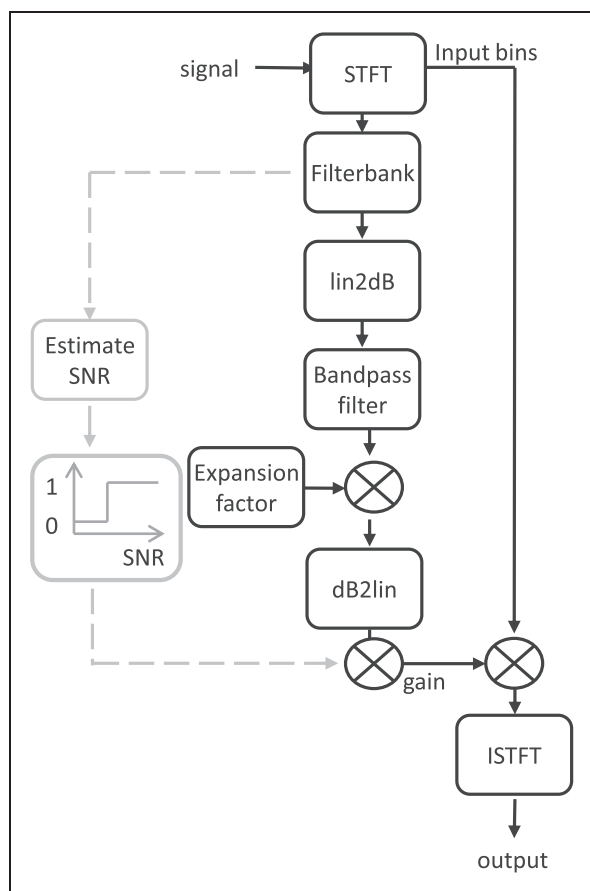 signal
STFT
Input bins
Filterbank
lin2dB
Estimate
SNR
Bandpass
filter
Expansion
factor
1
0
SNR
dB2lin
gain
ISTFT
output